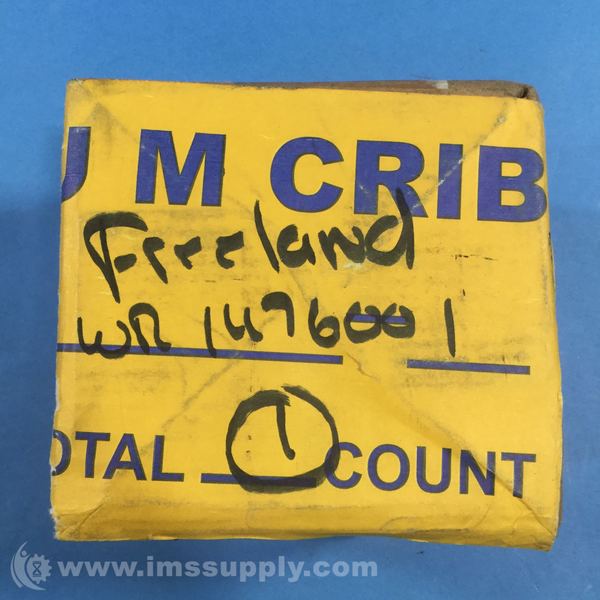 U M CRIB
Freeland
WR 1476001
OTAL 1 COUNT
www.imssupply.com